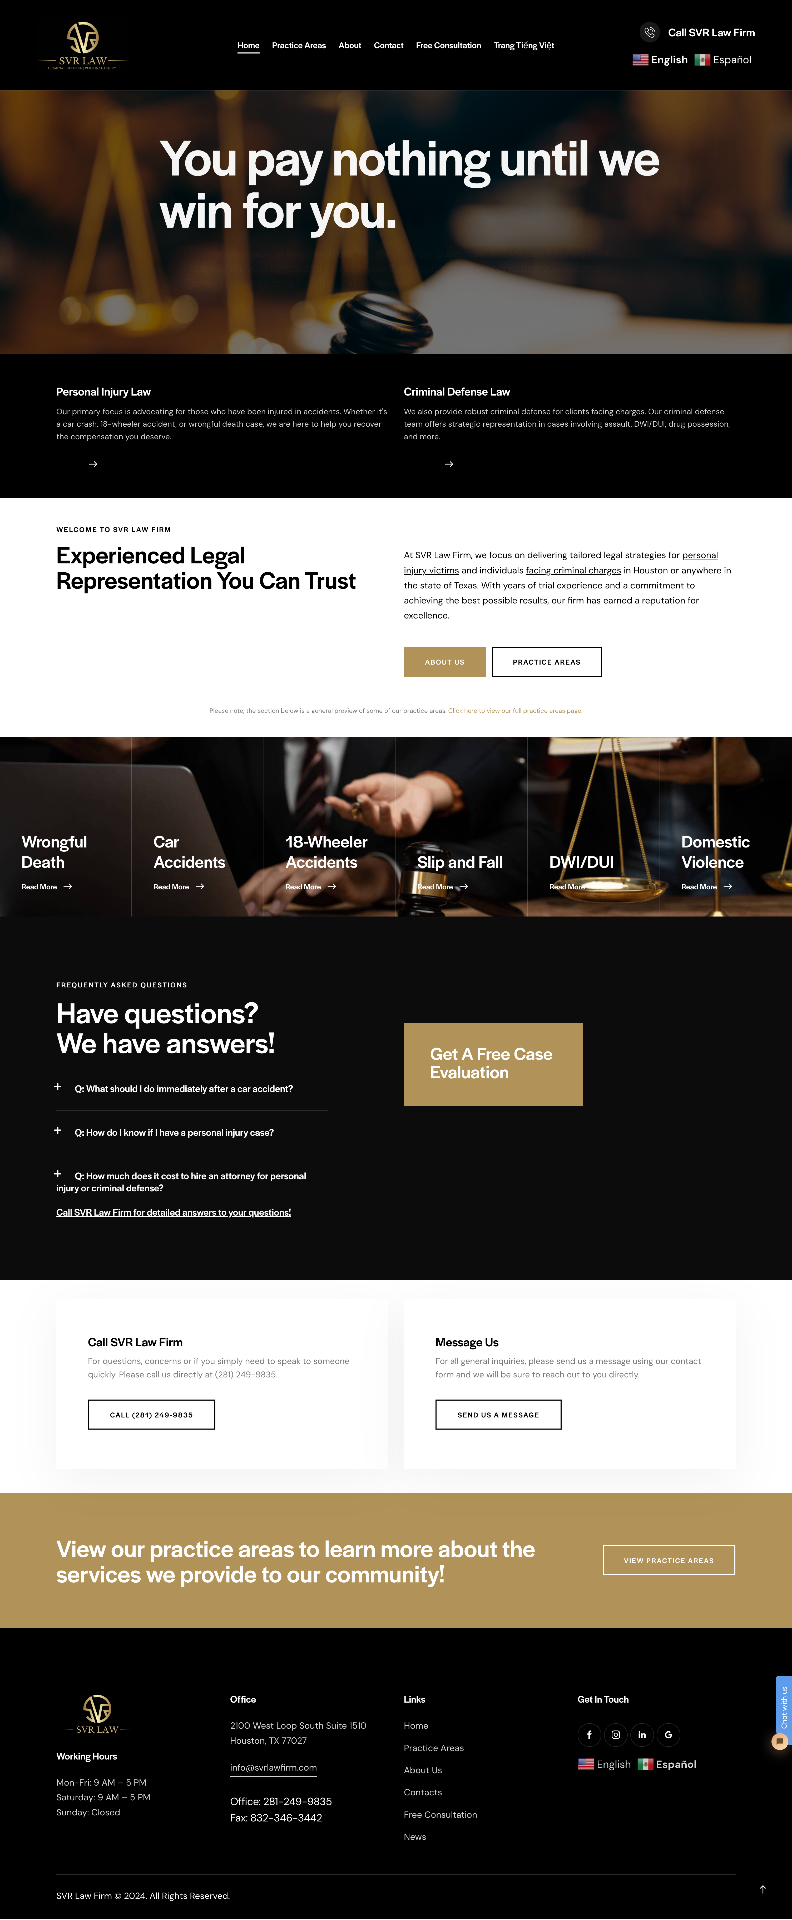 SVR LAW
Home Practice Areas About Contact Free Consultation Trang Tiếng Việt
Call SVR Law Firm
English Español
You pay nothing until we
win for you.
Personal Injury Law
Our primary focus is advocating for those who have been injured in accidents. Whether it's
a car crash, 18-wheeler accident, or wrongful death case, we are here to help you recover
the compensation you deserve.
Criminal Defense Law
We also provide robust criminal defense for clients facing charges. Our criminal defense
team offers strategic representation in cases involving assault, DWI/DUI, drug possession,
and more.
WELCOME TO SVR LAW FIRM
Experienced Legal
Representation You Can Trust
At SVR Law Firm, we focus on delivering tailored legal strategies for personal
injury victims and individuals facing criminal charges in Houston or anywhere in
the state of Texas. With years of trial experience and a commitment to
achieving the best possible results, our firm has earned a reputation for
excellence.
ABOUT US
PRACTICE AREAS
Please note, the section below is a general preview of some of our practice areas. Click here to view our full practice areas page.
Wrongful
Death
Read More
Car
Accidents
Read More
18-Wheeler
Accidents
Read More
Slip and Fall
Read More
DWI/DUI
Read More
Domestic
Violence
Read More
FREQUENTLY ASKED QUESTIONS
Have questions?
We have answers!
Q: What should I do immediately after a car accident?
Q: How do I know if I have a personal injury case?
Q: How much does it cost to hire an attorney for personal
injury or criminal defense?
Call SVR Law Firm for detailed answers to your questions!
Get A Free Case
Evaluation
Call SVR Law Firm
For questions, concerns or if you simply need to speak to someone
quickly. Please call us directly at (281) 249-9835.
CALL (281) 249-9835
Message Us
For all general inquiries, please send us a message using our contact
form and we will be sure to reach out to you directly.
SEND US A MESSAGE
View our practice areas to learn more about the
services we provide to our community!
VIEW PRACTICE AREAS
SVR LAW
Working Hours
Mon-Fri: 9 AM – 5 PM
Saturday: 9 AM – 5 PM
Sunday: Closed
Office
2100 West Loop South Suite 1510
Houston, TX 77027
info@svrlawfirm.com
Office: 281-249-9835
Fax: 832-346-3442
Links
Home
Practice Areas
About Us
Contacts
Free Consultation
News
Get In Touch
English Español
Chat with us
SVR Law Firm © 2024. All Rights Reserved.